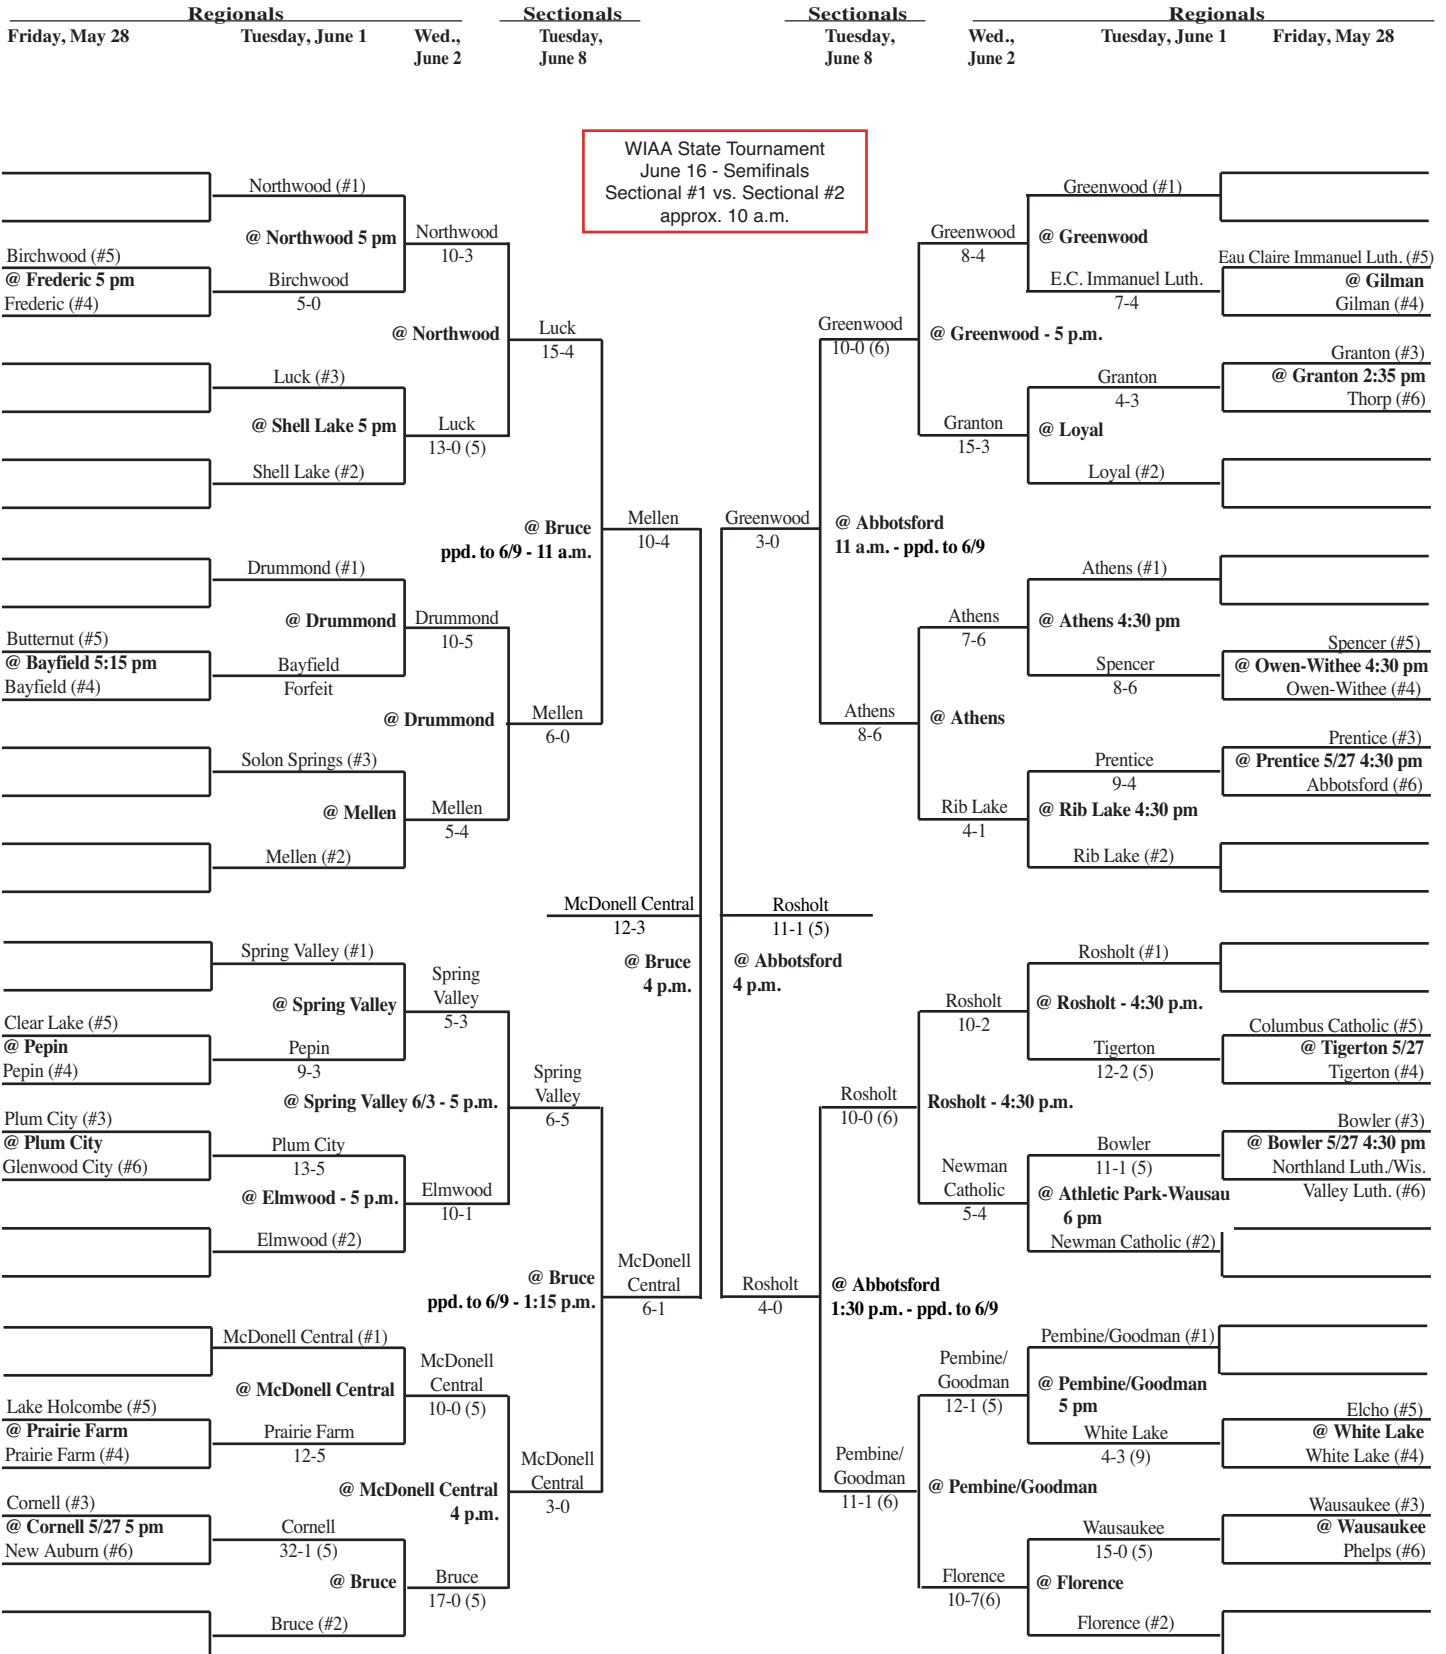 Regionals
Sectionals
Sectionals
Regionals
Friday, May 28
Tuesday, June 1
Wed.,
June 2
Tuesday,
June 8
Tuesday,
June 8
Wed.,
June 2
Tuesday, June 1
Friday, May 28
WIAA State Tournament
June 16 - Semifinals
Sectional #1 vs. Sectional #2
approx. 10 a.m.
Northwood (#1)
@ Northwood 5 pm
Northwood
10-3
Birchwood (#5)
@ Frederic 5 pm
Frederic (#4)
Birchwood
5-0
@ Northwood
Luck
15-4
Luck (#3)
@ Shell Lake 5 pm
Luck
13-0 (5)
Shell Lake (#2)
@ Bruce
ppd. to 6/9 - 11 a.m.
Mellen
10-4
Drummond (#1)
@ Drummond
Drummond
10-5
Butternut (#5)
@ Bayfield 5:15 pm
Bayfield (#4)
Bayfield
Forfeit
@ Drummond
Mellen
6-0
Solon Springs (#3)
@ Mellen
Mellen
5-4
Mellen (#2)
McDonell Central
12-3
@ Bruce
4 p.m.
Spring Valley (#1)
@ Spring Valley
Spring
Valley
5-3
Clear Lake (#5)
@ Pepin
Pepin (#4)
Pepin
9-3
@ Spring Valley 6/3 - 5 p.m.
Spring
Valley
6-5
Plum City (#3)
@ Plum City
Glenwood City (#6)
Plum City
13-5
@ Elmwood - 5 p.m.
Elmwood
10-1
Elmwood (#2)
@ Bruce
ppd. to 6/9 - 1:15 p.m.
McDonell
Central
6-1
McDonell Central (#1)
@ McDonell Central
McDonell
Central
10-0 (5)
Lake Holcombe (#5)
@ Prairie Farm
Prairie Farm (#4)
Prairie Farm
12-5
@ McDonell Central
4 p.m.
McDonell
Central
3-0
Cornell (#3)
@ Cornell 5/27 5 pm
New Auburn (#6)
Cornell
32-1 (5)
@ Bruce
Bruce
17-0 (5)
Bruce (#2)
Greenwood (#1)
Greenwood
8-4
@ Greenwood
Eau Claire Immanuel Luth. (#5)
@ Gilman
Gilman (#4)
E.C. Immanuel Luth.
7-4
Greenwood
10-0 (6)
@ Greenwood - 5 p.m.
Granton (#3)
@ Granton 2:35 pm
Thorp (#6)
Granton
4-3
Granton
15-3
@ Loyal
Loyal (#2)
Greenwood
3-0
@ Abbotsford
11 a.m. - ppd. to 6/9
Athens (#1)
Athens
7-6
@ Athens 4:30 pm
Spencer (#5)
@ Owen-Withee 4:30 pm
Owen-Withee (#4)
Spencer
8-6
Athens
8-6
@ Athens
Prentice (#3)
@ Prentice 5/27 4:30 pm
Abbotsford (#6)
Prentice
9-4
Rib Lake
4-1
@ Rib Lake 4:30 pm
Rib Lake (#2)
Rosholt
11-1 (5)
@ Abbotsford
4 p.m.
Rosholt (#1)
Rosholt
10-2
@ Rosholt - 4:30 p.m.
Columbus Catholic (#5)
@ Tigerton 5/27
Tigerton (#4)
Tigerton
12-2 (5)
Rosholt
10-0 (6)
Rosholt - 4:30 p.m.
Bowler (#3)
@ Bowler 5/27 4:30 pm
Northland Luth./Wis.
Valley Luth. (#6)
Bowler
11-1 (5)
Newman
Catholic
5-4
@ Athletic Park-Wausau
6 pm
Newman Catholic (#2)
Rosholt
4-0
@ Abbotsford
1:30 p.m. - ppd. to 6/9
Pembine/Goodman (#1)
Pembine/
Goodman
12-1 (5)
@ Pembine/Goodman
5 pm
Elcho (#5)
@ White Lake
White Lake (#4)
White Lake
4-3 (9)
Pembine/
Goodman
11-1 (6)
@ Pembine/Goodman
Wausaukee (#3)
@ Wausaukee
Phelps (#6)
Wausaukee
15-0 (5)
Florence
10-7(6)
@ Florence
Florence (#2)